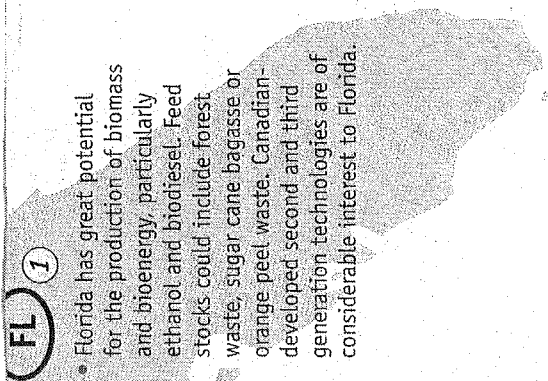 FL 1
• Florida has great potential
for the production of biomass
and bioenergy, particularly
ethanol and biodiesel. Feed
stocks could include forest
waste, sugar cane bagasse or
orange peel waste. Canadian-
developed second and third
generation technologies are of
considerable interest to Florida.